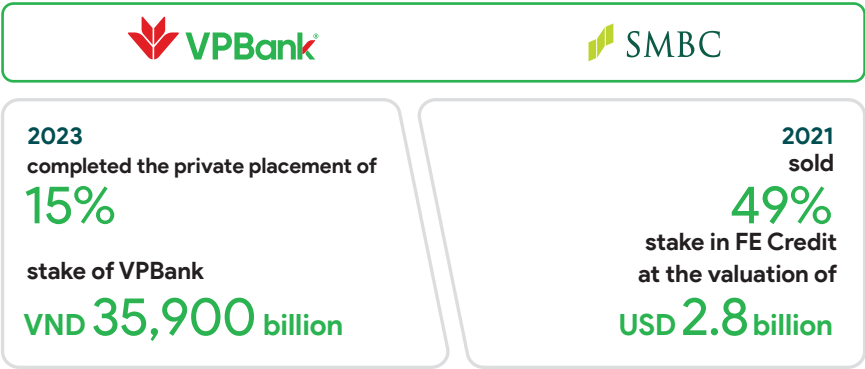 VPBank®
SMBC
2023
completed the private placement of
15%
stake of VPBank
VND 35,900 billion
2021
sold
49%
stake in FE Credit
at the valuation of
USD 2.8 billion